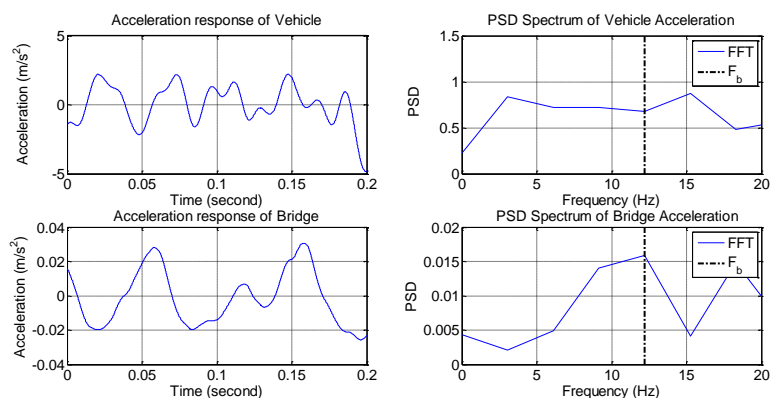 Acceleration response of Vehicle
Acceleration (m/s²)
5
0
-5
0 0.05 0.1 0.15 0.2
Time (second)
PSD Spectrum of Vehicle Acceleration
PSD
1.5
1
0.5
0
0 5 10 15 20
Frequency (Hz)
FFT
F_b
Acceleration response of Bridge
Acceleration (m/s²)
0.04
0.02
0
-0.02
-0.04
0 0.05 0.1 0.15 0.2
Time (second)
PSD Spectrum of Bridge Acceleration
PSD
0.02
0.015
0.01
0.005
0
0 5 10 15 20
Frequency (Hz)
FFT
F_b